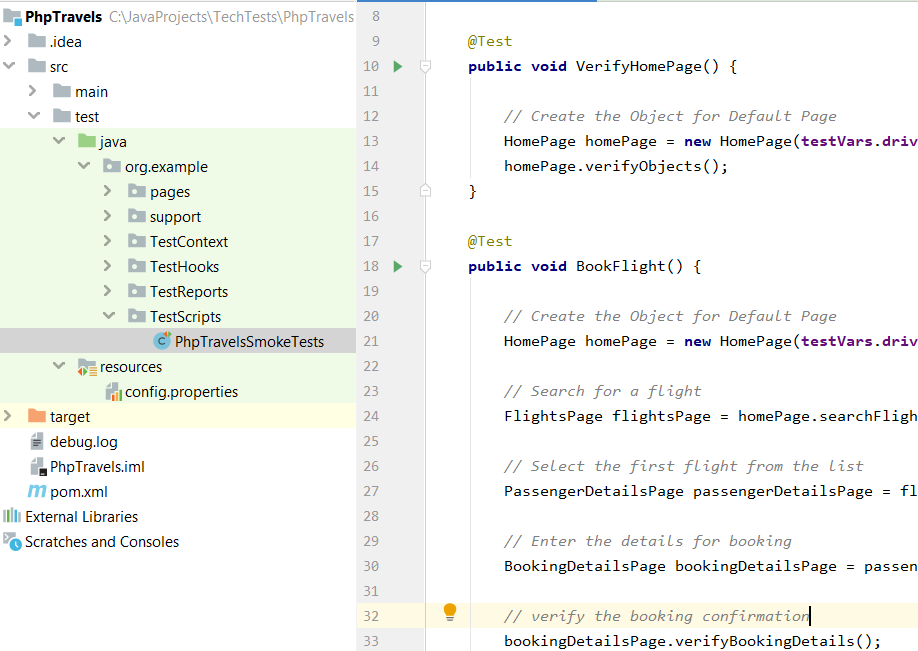 PhpTravels C:\JavaProjects\TechTests\PhpTravels
.idea
src
main
test
java
org.example
pages
support
TestContext
TestHooks
TestReports
TestScripts
C PhpTravelsSmokeTests
resources
config.properties
target
debug.log
PhpTravels.iml
m pom.xml
External Libraries
Scratches and Consoles
8
9 @Test
10 public void VerifyHomePage() {
11
12 // Create the Object for Default Page
13 HomePage homePage = new HomePage(testVars.driv
14 homePage.verifyObjects();
15 }
16
17 @Test
18 public void BookFlight() {
19
20 // Create the Object for Default Page
21 HomePage homePage = new HomePage(testVars.driv
22
23 // Search for a flight
24 FlightsPage flightsPage = homePage.searchFligh
25
26 // Select the first flight from the list
27 PassengerDetailsPage passengerDetailsPage = fl
28
29 // Enter the details for booking
30 BookingDetailsPage bookingDetailsPage = passen
31
32 // verify the booking confirmation
33 bookingDetailsPage.verifyBookingDetails();